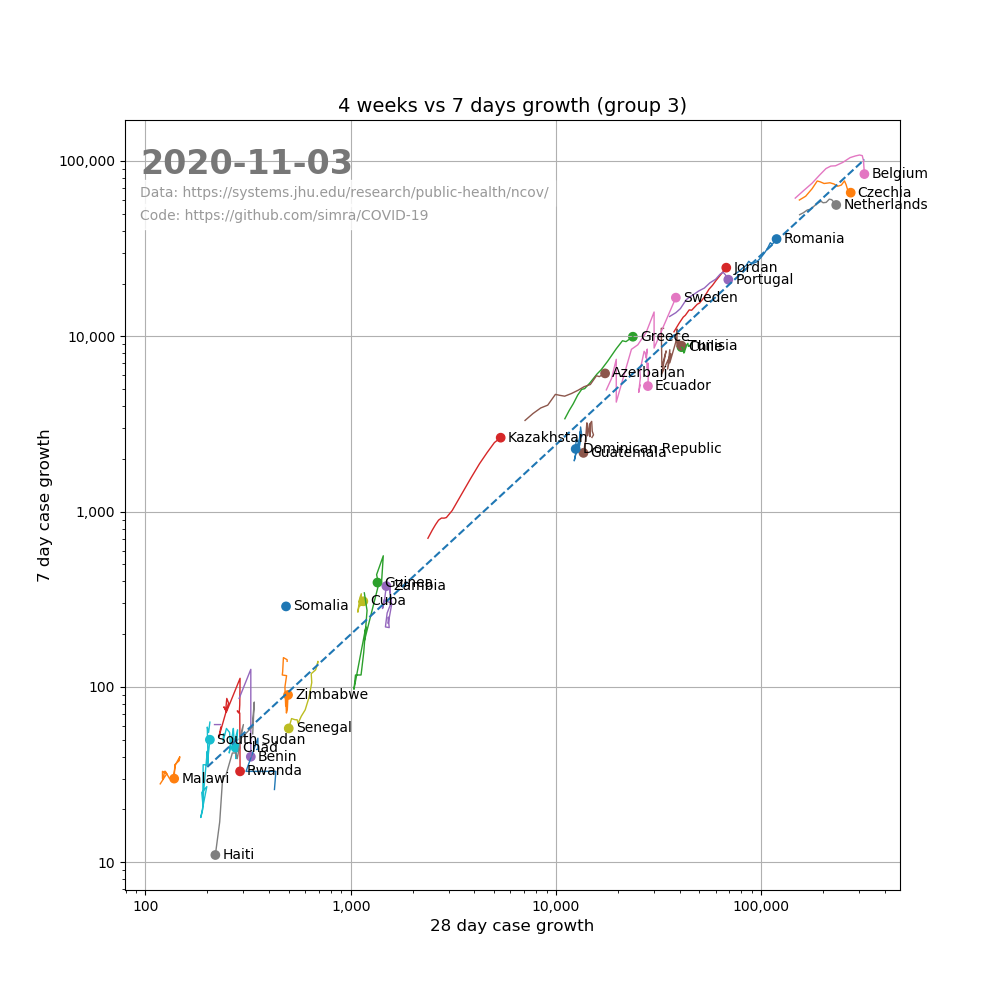 4 weeks vs 7 days growth (group 3)
2020-11-03
Data: https://systems.jhu.edu/research/public-health/ncov/
Code: https://github.com/simra/COVID-19
100,000
Belgium
Czechia
Netherlands
Romania
Jordan
Portugal
Sweden
10,000
Greece
Tunisia
Chile
Azerbaijan
Ecuador
Kazakhstan
Dominican Republic
Guatemala
1,000
7 day case growth
Guinea
Zambia
Cuba
Somalia
100
Zimbabwe
Senegal
South Sudan
Chad
Benin
Rwanda
Malawi
10
Haiti
100 1,000 10,000 100,000
28 day case growth